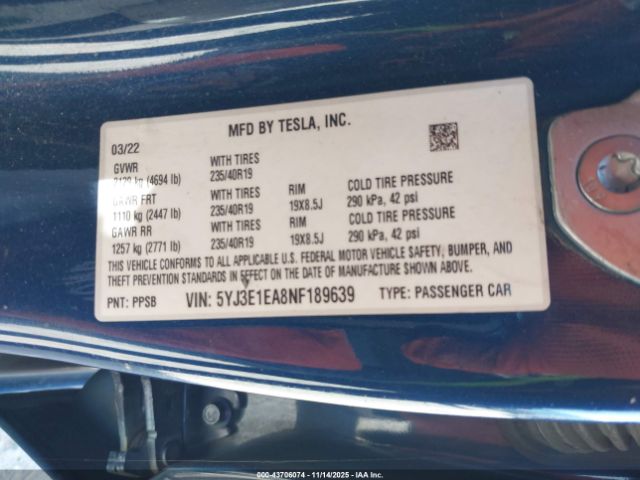 MFD BY TESLA, INC.
03/22
GVWR WITH TIRES
2129 kg (4694 lb) 235/40R19
GAWR FRT WITH TIRES RIM COLD TIRE PRESSURE
1110 kg (2447 lb) 235/40R19 19X8.5J 290 kPa, 42 psi
GAWR RR WITH TIRES RIM COLD TIRE PRESSURE
1257 kg (2771 lb) 235/40R19 19X8.5J 290 kPa, 42 psi
THIS VEHICLE CONFORMS TO ALL APPLICABLE U.S. FEDERAL MOTOR VEHICLE SAFETY, BUMPER, AND
THEFT PREVENTION STANDARDS IN EFFECT ON THE DATE OF MANUFACTURE SHOWN ABOVE.
PNT: PPSB VIN: 5YJ3E1EA8NF189639 TYPE: PASSENGER CAR
©-- 43706074 | 11/14/2025 - IAA Inc.